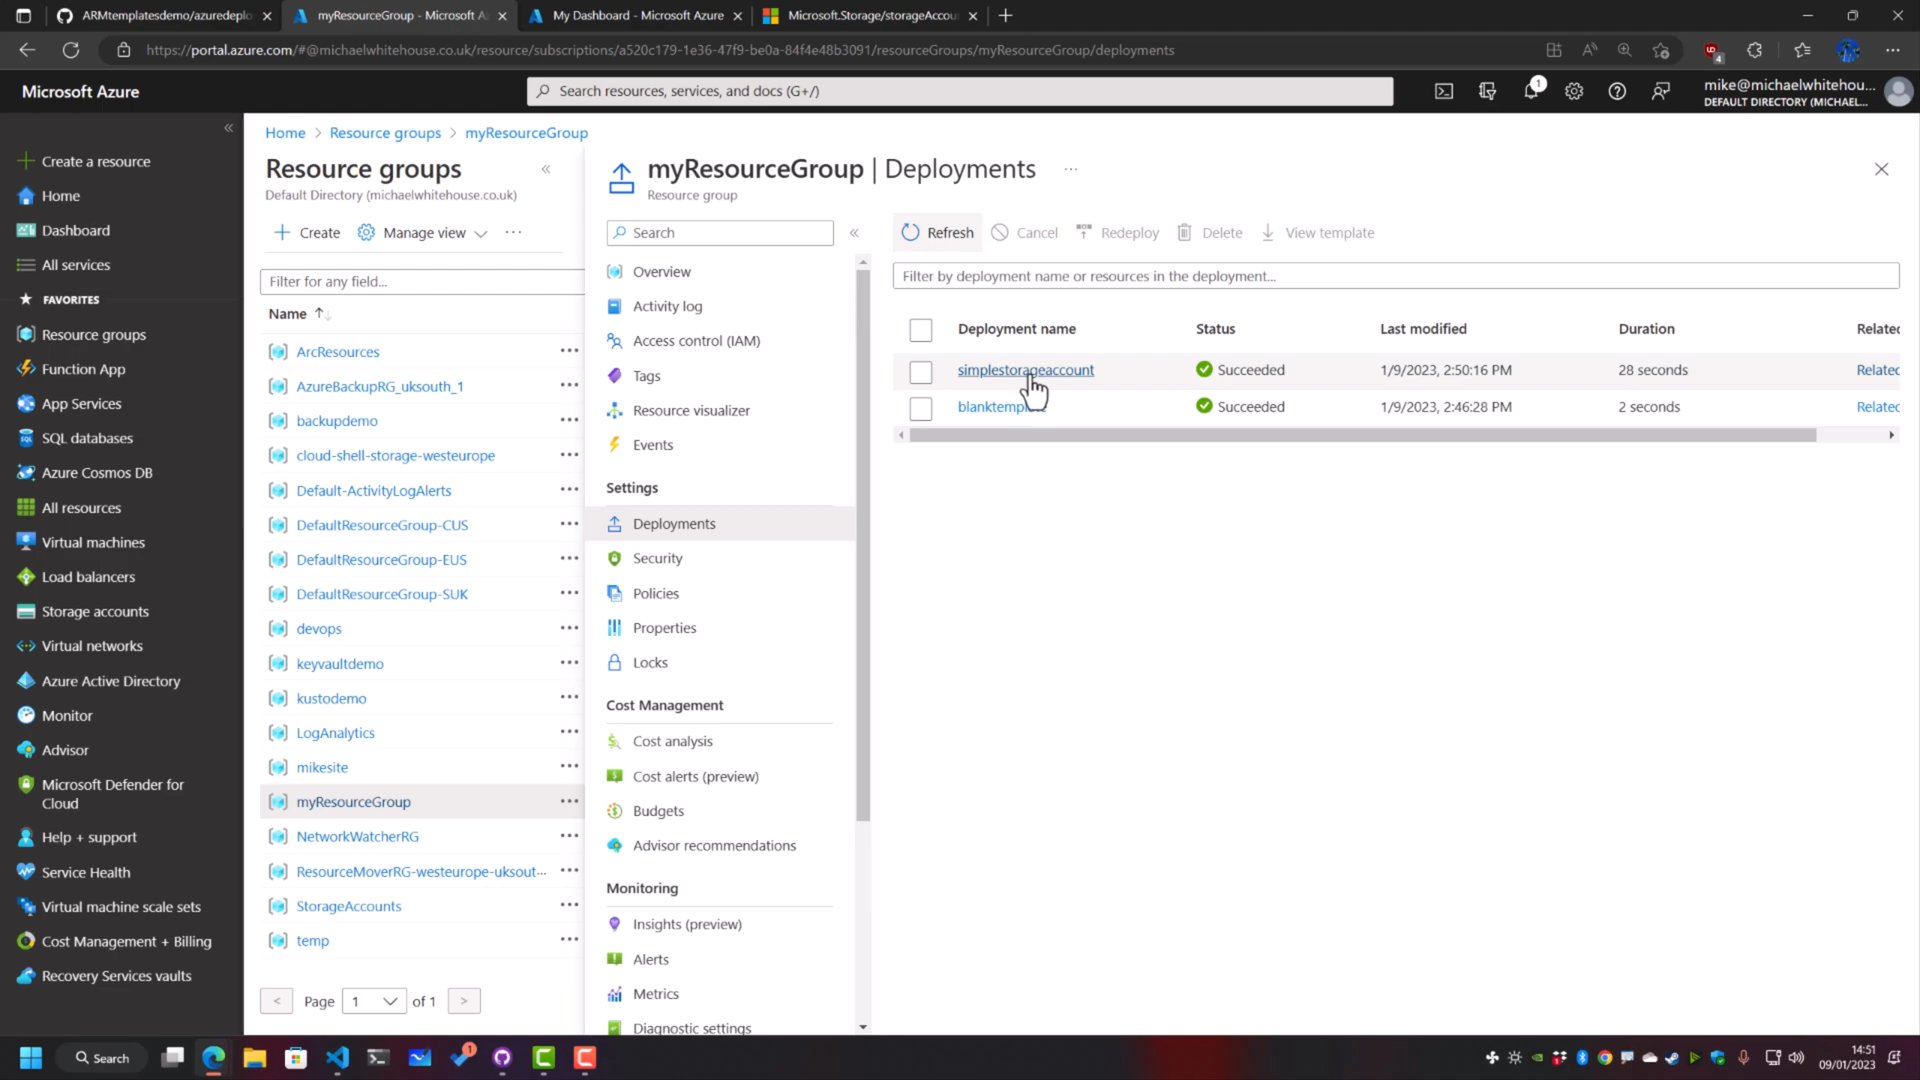 ARMtemplatesdemo/azuredeplo
myResourceGroup - Microsoft A
My Dashboard - Microsoft Azure
Microsoft.Storage/storageAccou
https://portal.azure.com/#@michaelwhitehouse.co.uk/resource/subscriptions/a520c179-1e36-47f9-be0a-84f4e48b3091/resourceGroups/myResourceGroup/deployments
4
Microsoft Azure
Search resources, services, and docs (G+/)
1
mike@michaelwhitehou...
DEFAULT DIRECTORY (MICHAEL...
Create a resource
Home
Dashboard
All services
FAVORITES
Resource groups
Function App
App Services
SQL databases
Azure Cosmos DB
All resources
Virtual machines
Load balancers
Storage accounts
Virtual networks
Azure Active Directory
Monitor
Advisor
Microsoft Defender for
Cloud
Help + support
Service Health
Virtual machine scale sets
Cost Management + Billing
Recovery Services vaults
Home > Resource groups > myResourceGroup
Resource groups
Default Directory (michaelwhitehouse.co.uk)
Create
Manage view
Filter for any field...
Name
ArcResources
AzureBackupRG_uksouth_1
backupdemo
cloud-shell-storage-westeurope
Default-ActivityLogAlerts
DefaultResourceGroup-CUS
DefaultResourceGroup-EUS
DefaultResourceGroup-SUK
devops
keyvaultdemo
kustodemo
LogAnalytics
mikesite
myResourceGroup
NetworkWatcherRG
ResourceMoverRG-westeurope-uksout...
StorageAccounts
temp
< Page 1 of 1 >
myResourceGroup | Deployments
Resource group
Search
Overview
Activity log
Access control (IAM)
Tags
Resource visualizer
Events
Settings
Deployments
Security
Policies
Properties
Locks
Cost Management
Cost analysis
Cost alerts (preview)
Budgets
Advisor recommendations
Monitoring
Insights (preview)
Alerts
Metrics
Diagnostic settings
Refresh
Cancel
Redeploy
Delete
View template
Filter by deployment name or resources in the deployment...
Deployment name Status Last modified Duration Related
simplestorageaccount Succeeded 1/9/2023, 2:50:16 PM 28 seconds Related
Succeeded 1/9/2023, 2:46:28 PM 2 seconds Related
Search
1
14:51
09/01/2023